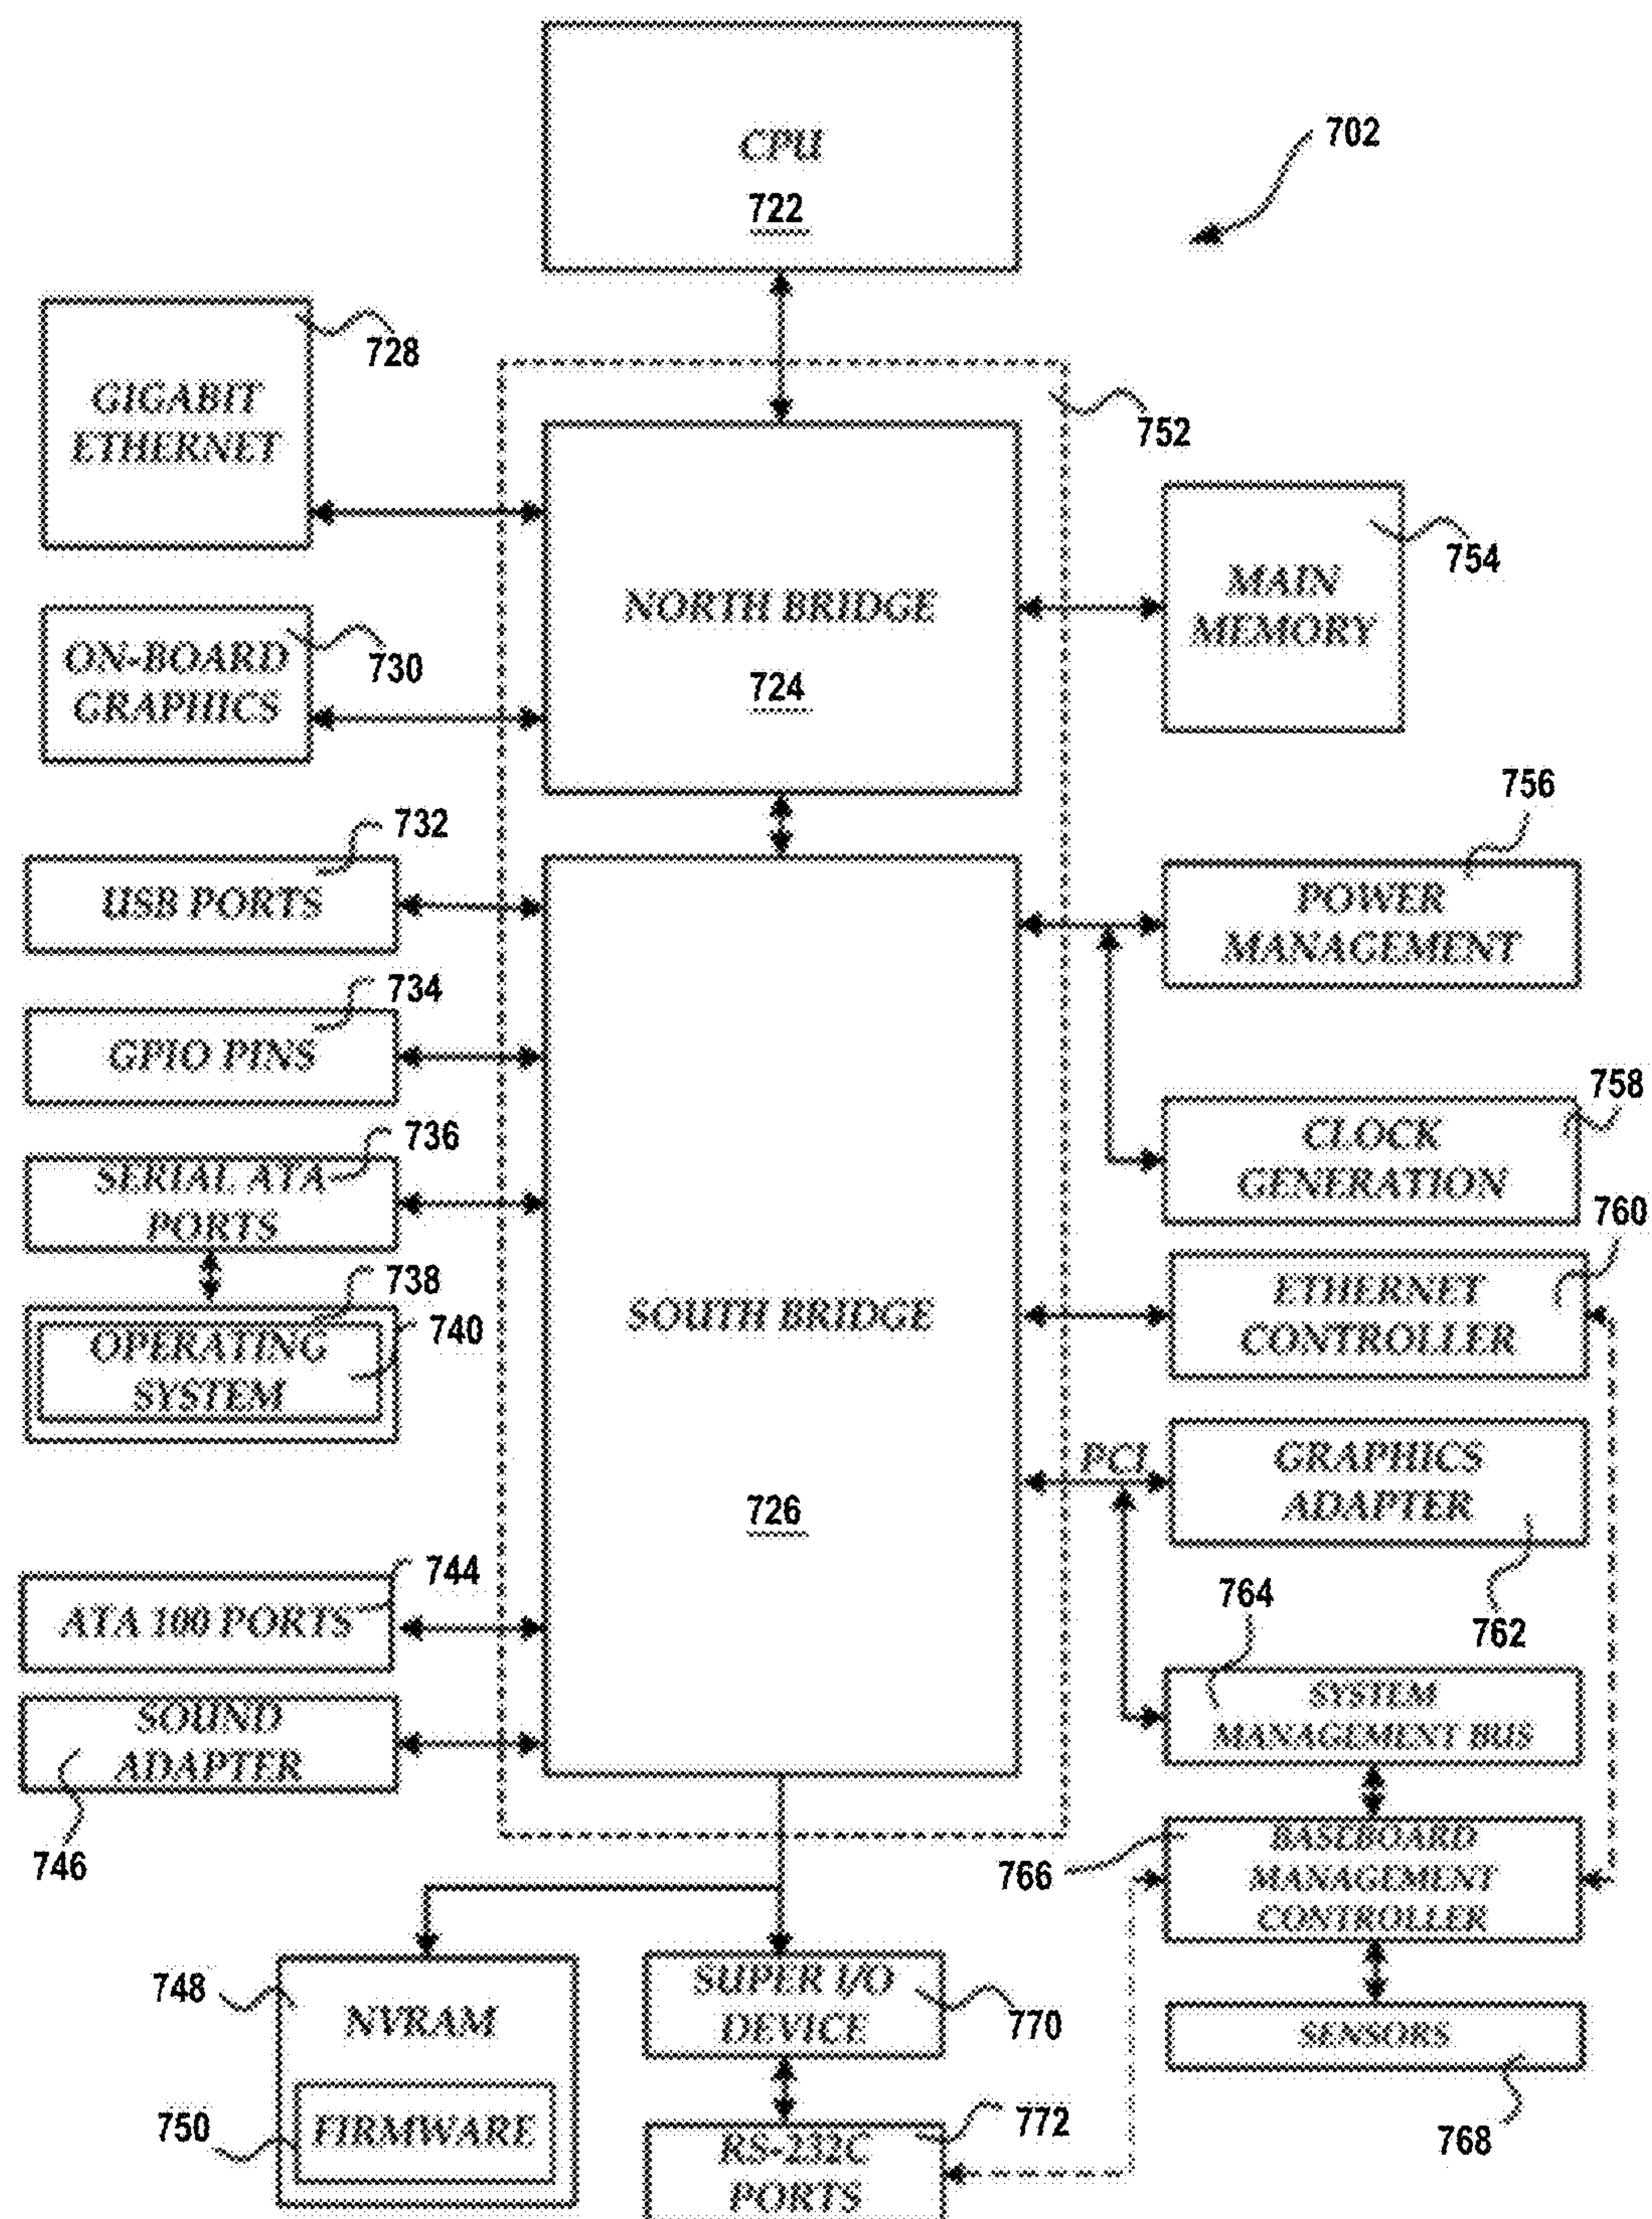 CPU
722
702
GIGABIT
ETHERNET
728
752
NORTH BRIDGE
724
MAIN
MEMORY
754
ON-BOARD
GRAPHICS
730
732
USB PORTS
756
POWER
MANAGEMENT
734
GPIO PINS
758
CLOCK
GENERATION
736
SERIAL ATA
PORTS
738
OPERATING
SYSTEM
740
SOUTH BRIDGE
726
760
ETHERNET
CONTROLLER
PCI
GRAPHICS
ADAPTER
762
744
ATA 100 PORTS
764
SYSTEM
MANAGEMENT BUS
SOUND
ADAPTER
746
766
BASEBOARD
MANAGEMENT
CONTROLLER
748
NVRAM
SUPER I/O
DEVICE
770
SENSORS
768
750
FIRMWARE
772
RS-232C
PORTS